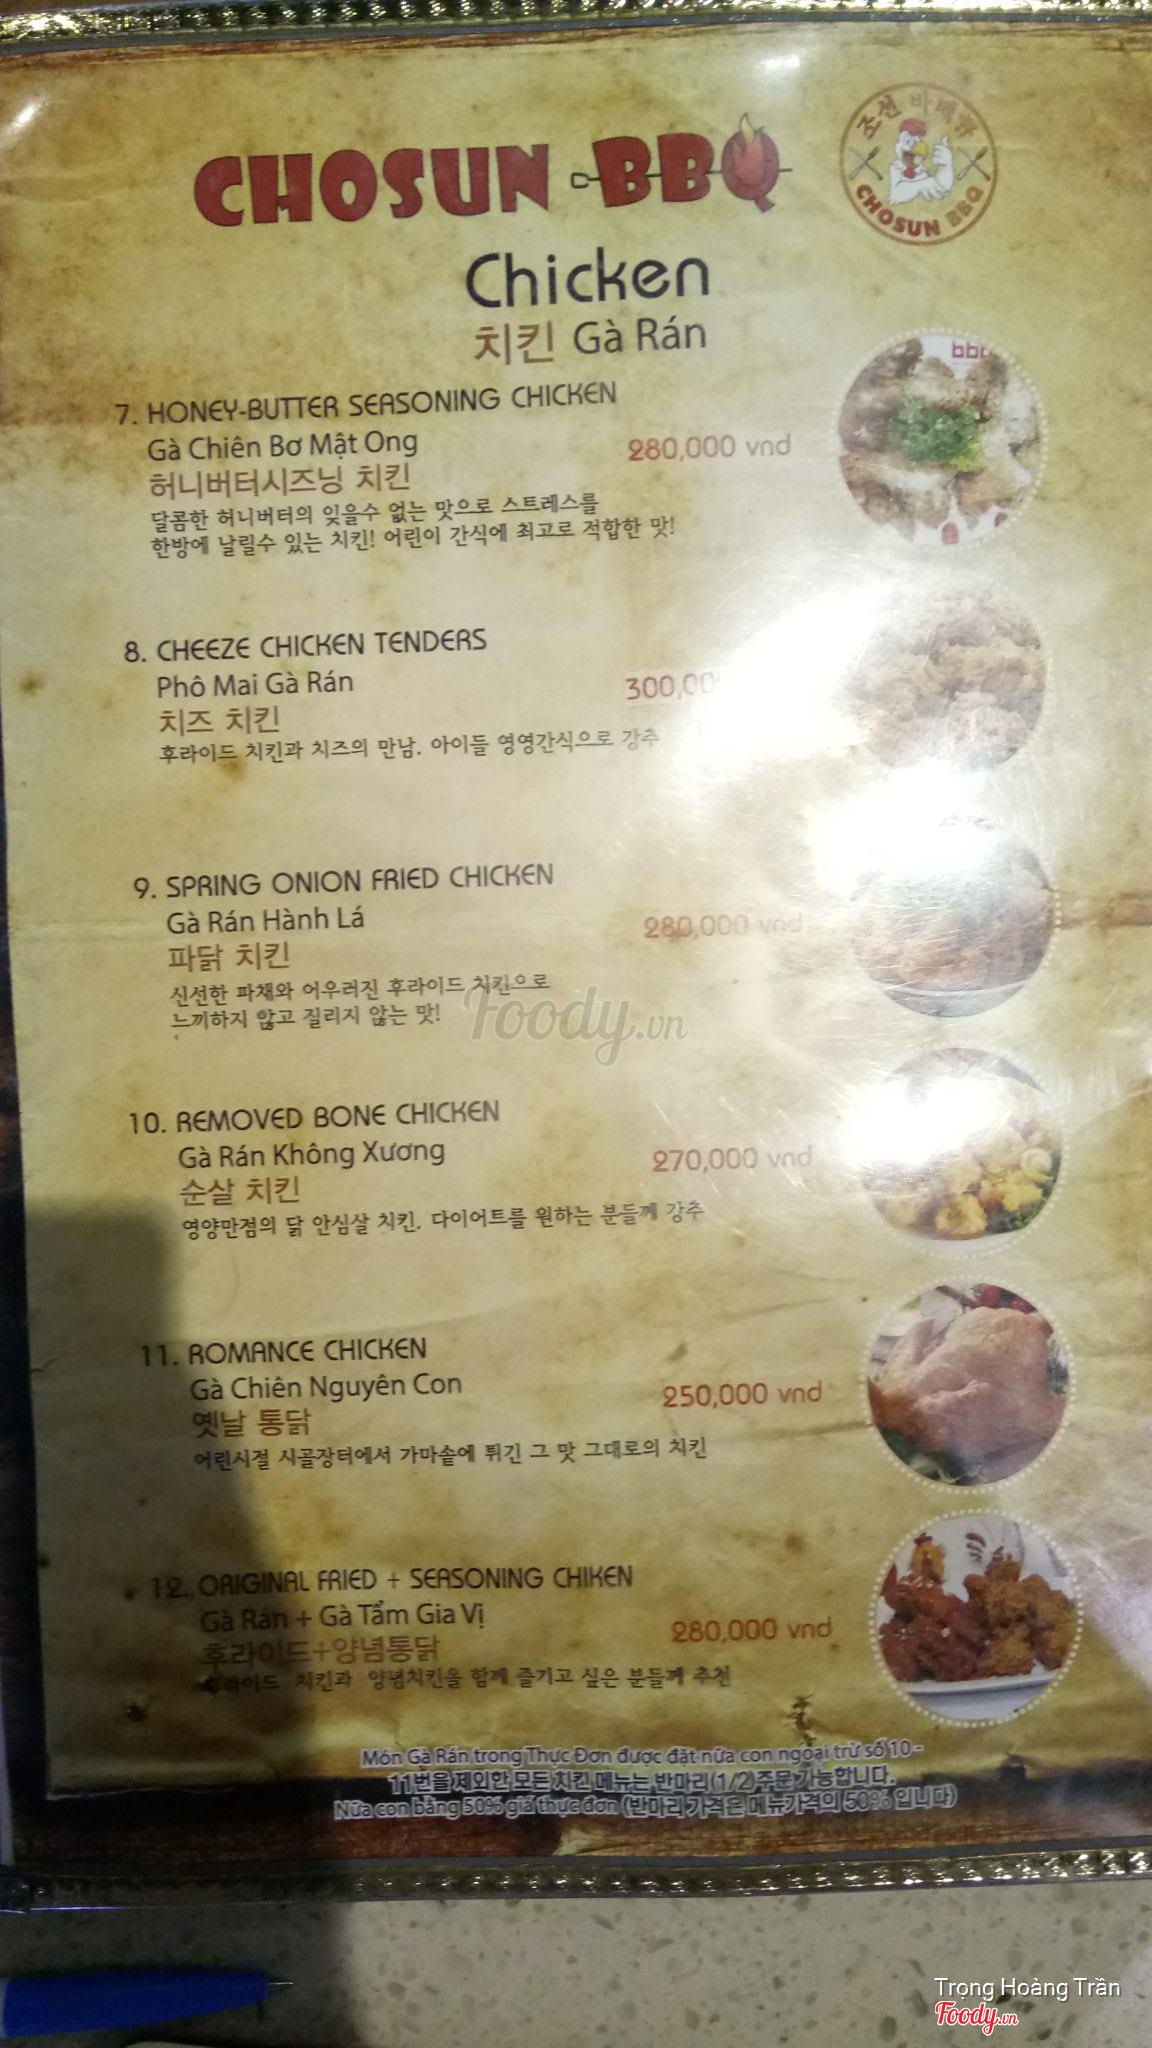 CHOSUN BBQ
조선 바베큐
CHOSUN BBQ
Chicken
치킨 Gà Rán
bbq
7. HONEY-BUTTER SEASONING CHICKEN
Gà Chiên Bơ Mật Ong
280,000 vnd
허니버터시즈닝 치킨
달콤한 허니버터의 잊을수 없는 맛으로 스트레스를
한방에 날릴수 있는 치킨! 어린이 간식에 최고로 적합한 맛!
8. CHEEZE CHICKEN TENDERS
Phô Mai Gà Rán
300,00
치즈 치킨
후라이드 치킨과 치즈의 만남. 아이들 영영간식으로 강추
9. SPRING ONION FRIED CHICKEN
Gà Rán Hành Lá
280,000 vnd
파닭 치킨
신선한 파채와 어우러진 후라이드 치킨으로
느끼하지 않고 질리지 않는 맛!
Foody.vn
10. REMOVED BONE CHICKEN
Gà Rán Không Xương
270,000 vnd
순살 치킨
영양만점의 닭 안심살 치킨. 다이어트를 원하는 분들께 강추
11. ROMANCE CHICKEN
Gà Chiên Nguyên Con
250,000 vnd
옛날 통닭
어린시절 시골장터에서 가마솥에 튀긴 그 맛 그대로의 치킨
12. ORIGINAL FRIED + SEASONING CHIKEN
Gà Rán + Gà Tẩm Gia Vị
280,000 vnd
후라이드+양념통닭
후라이드 치킨과 양념치킨을 함께 즐기고 싶은 분들께 추천
Món Gà Rán trong Thực Đơn được đặt nữa con ngoại trừ số 10-
11번을 제외한 모든 치킨 메뉴는 반마리(1/2)주문 가능합니다.
Nữa con bằng 50% giá thực đơn (반마리 가격은 메뉴가격의 50% 입니다)
Trọng Hoàng Trần
Foody.vn